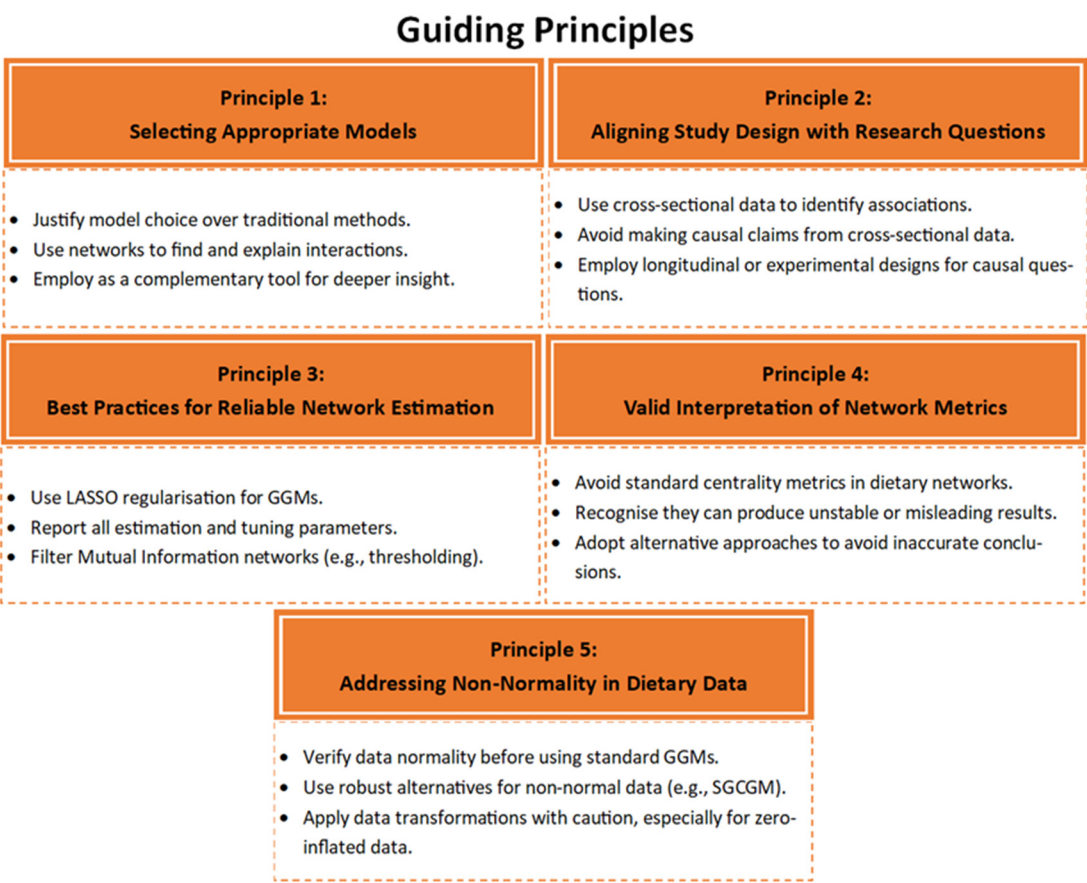 Guiding Principles
Principle 1:
Selecting Appropriate Models
• Justify model choice over traditional methods.
• Use networks to find and explain interactions.
• Employ as a complementary tool for deeper insight.
Principle 2:
Aligning Study Design with Research Questions
• Use cross-sectional data to identify associations.
• Avoid making causal claims from cross-sectional data.
• Employ longitudinal or experimental designs for causal ques-
tions.
Principle 3:
Best Practices for Reliable Network Estimation
• Use LASSO regularisation for GGMs.
• Report all estimation and tuning parameters.
• Filter Mutual Information networks (e.g., thresholding).
Principle 4:
Valid Interpretation of Network Metrics
• Avoid standard centrality metrics in dietary networks.
• Recognise they can produce unstable or misleading results.
• Adopt alternative approaches to avoid inaccurate conclu-
sions.
Principle 5:
Addressing Non-Normality in Dietary Data
• Verify data normality before using standard GGMs.
• Use robust alternatives for non-normal data (e.g., SGCGM).
• Apply data transformations with caution, especially for zero-
inflated data.